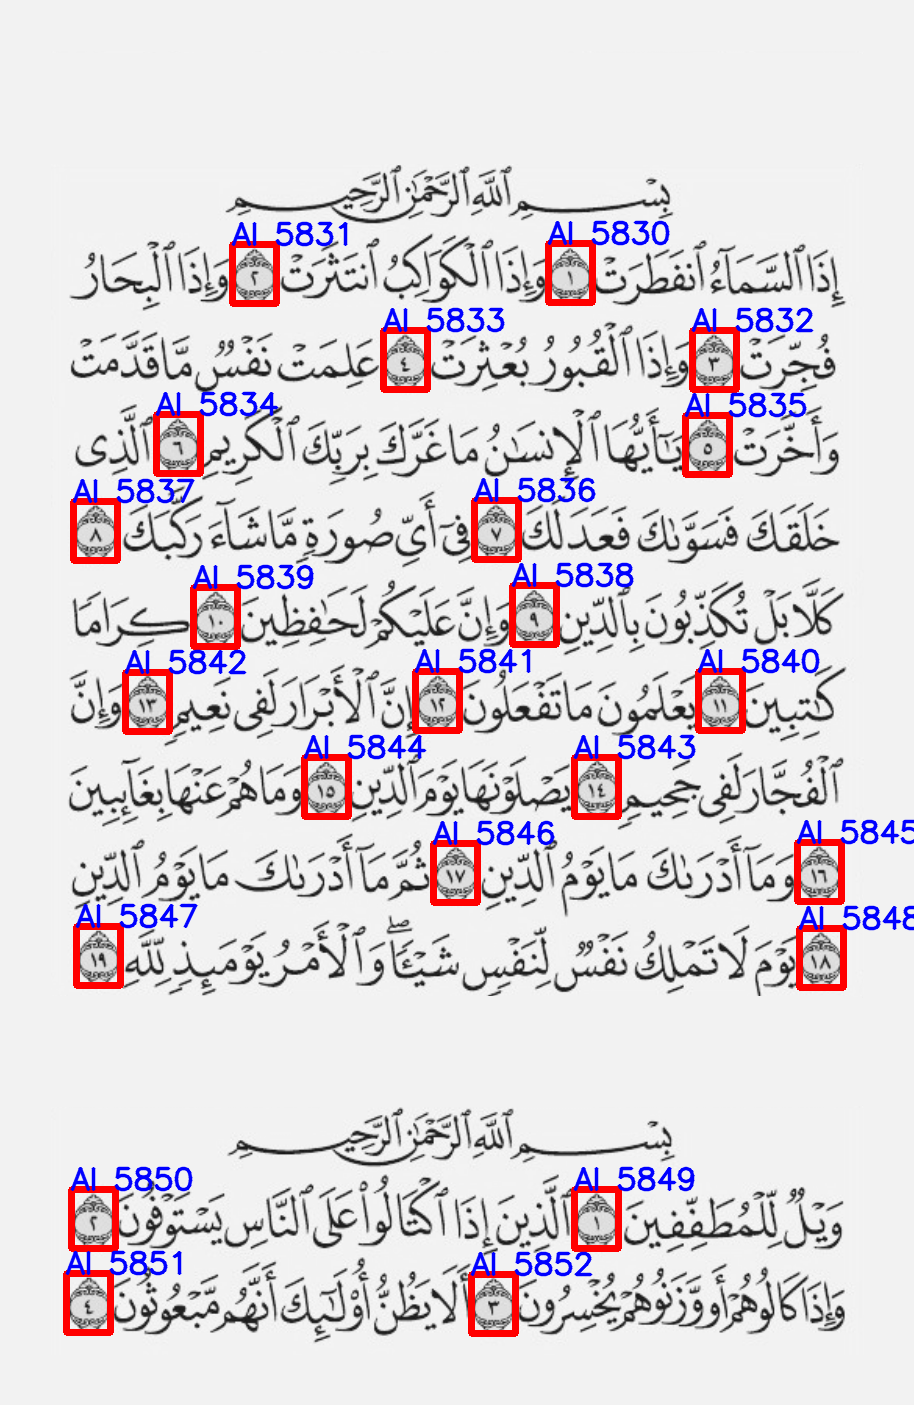 بِسْمِ ٱللَّهِ ٱلرَّحْمَٰنِ ٱلرَّحِيمِ
AI 5831 AI 5830
إِذَا ٱلسَّمَآءُ ٱنفَطَرَتْ ١ وَإِذَا ٱلْكَوَاكِبُ ٱنتَثَرَتْ ٢ وَإِذَا ٱلْبِحَارُ
AI 5833 AI 5832
فُجِّرَتْ ٣ وَإِذَا ٱلْقُبُورُ بُعْثِرَتْ ٤ عَلِمَتْ نَفْسٌ مَّا قَدَّمَتْ
AI 5834 AI 5835
وَأَخَّرَتْ ٥ يَٰٓأَيُّهَا ٱلْإِنسَٰنُ مَا غَرَّكَ بِرَبِّكَ ٱلْكَرِيمِ ٦ ٱلَّذِى
AI 5837 AI 5836
خَلَقَكَ فَسَوَّىٰكَ فَعَدَلَكَ ٧ فِىٓ أَىِّ صُورَةٍ مَّا شَآءَ رَكَّبَكَ ٨
AI 5839 AI 5838
كَلَّا بَلْ تُكَذِّبُونَ بِٱلدِّينِ ٩ وَإِنَّ عَلَيْكُمْ لَحَٰفِظِينَ ١٠ كِرَامًا
AI 5842 AI 5841 AI 5840
كَٰتِبِينَ ١١ يَعْلَمُونَ مَا تَفْعَلُونَ ١٢ إِنَّ ٱلْأَبْرَارَ لَفِى نَعِيمٍ ١٣ وَإِنَّ
AI 5844 AI 5843
ٱلْفُجَّارَ لَفِى جَحِيمٍ ١٤ يَصْلَوْنَهَا يَوْمَ ٱلدِّينِ ١٥ وَمَا هُمْ عَنْهَا بِغَآئِبِينَ
AI 5846 AI 5845
١٦ وَمَآ أَدْرَىٰكَ مَا يَوْمُ ٱلدِّينِ ١٧ ثُمَّ مَآ أَدْرَىٰكَ مَا يَوْمُ ٱلدِّينِ
AI 5847 AI 5848
١٨ يَوْمَ لَا تَمْلِكُ نَفْسٌ لِّنَفْسٍ شَيْـًٔا ۖ وَٱلْأَمْرُ يَوْمَئِذٍ لِّلَّهِ ١٩
بِسْمِ ٱللَّهِ ٱلرَّحْمَٰنِ ٱلرَّحِيمِ
AI 5850 AI 5849
وَيْلٌ لِّلْمُطَفِّفِينَ ١ ٱلَّذِينَ إِذَا ٱكْتَالُوا۟ عَلَى ٱلنَّاسِ يَسْتَوْفُونَ ٢
AI 5851 AI 5852
وَإِذَا كَالُوهُمْ أَو وَّزَنُوهُمْ يُخْسِرُونَ ٣ أَلَا يَظُنُّ أُو۟لَٰٓئِكَ أَنَّهُم مَّبْعُوثُونَ ٤